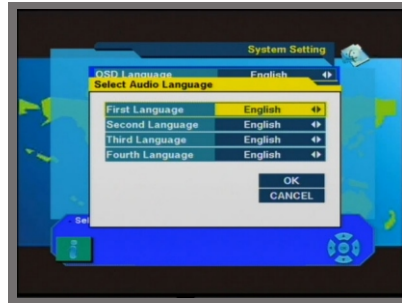 System Setting
OSD Language English
Select Audio Language
First Language English
Second Language English
Third Language English
Fourth Language English
OK
CANCEL
Sel